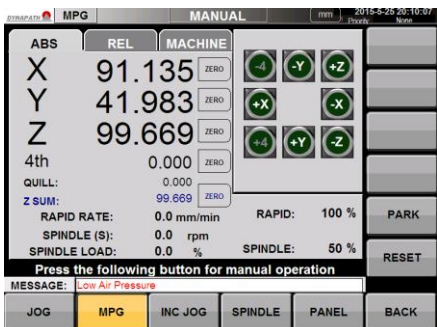 DYNAPATH MPG MANUAL mm 2015-5-25 20:10:07
Priority None
ABS REL MACHINE
X 91.135 ZERO
Y 41.983 ZERO
Z 99.669 ZERO
4th 0.000 ZERO
QUILL: 0.000
Z SUM: 99.669 ZERO
-4 -Y +Z
+X -X
+4 +Y -Z
RAPID RATE: 0.0 mm/min RAPID: 100 %
SPINDLE (S): 0.0 rpm
SPINDLE LOAD: 0.0 % SPINDLE: 50 %
Press the following button for manual operation
MESSAGE: Low Air Pressure
PARK
RESET
JOG MPG INC JOG SPINDLE PANEL BACK